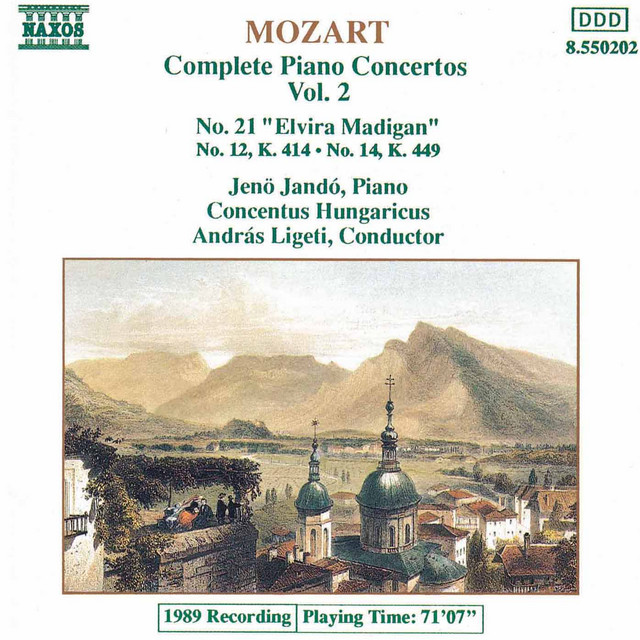 NAXOS
DDD
8.550202
MOZART
Complete Piano Concertos
Vol. 2
No. 21 "Elvira Madigan"
No. 12, K. 414 • No. 14, K. 449
Jenö Jandó, Piano
Concentus Hungaricus
András Ligeti, Conductor
1989 Recording
Playing Time: 71'07"